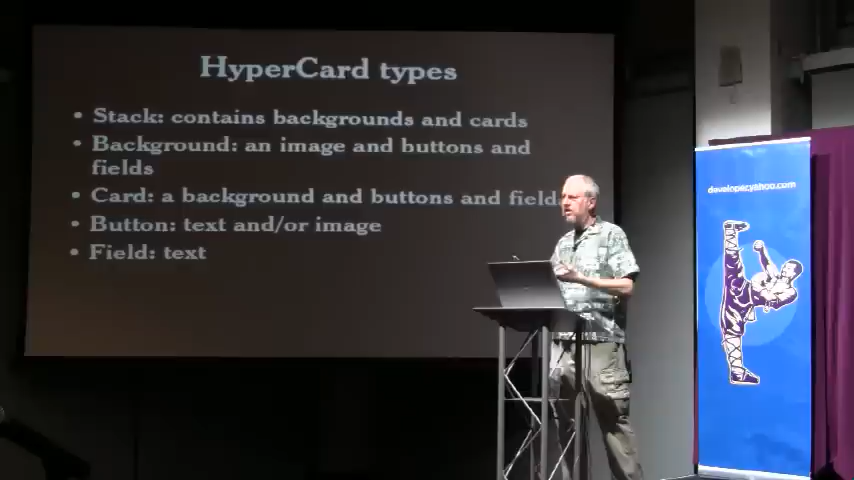 HyperCard types
• Stack: contains backgrounds and cards
• Background: an image and buttons and
fields
• Card: a background and buttons and field
• Button: text and/or image
• Field: text
developer.yahoo.com